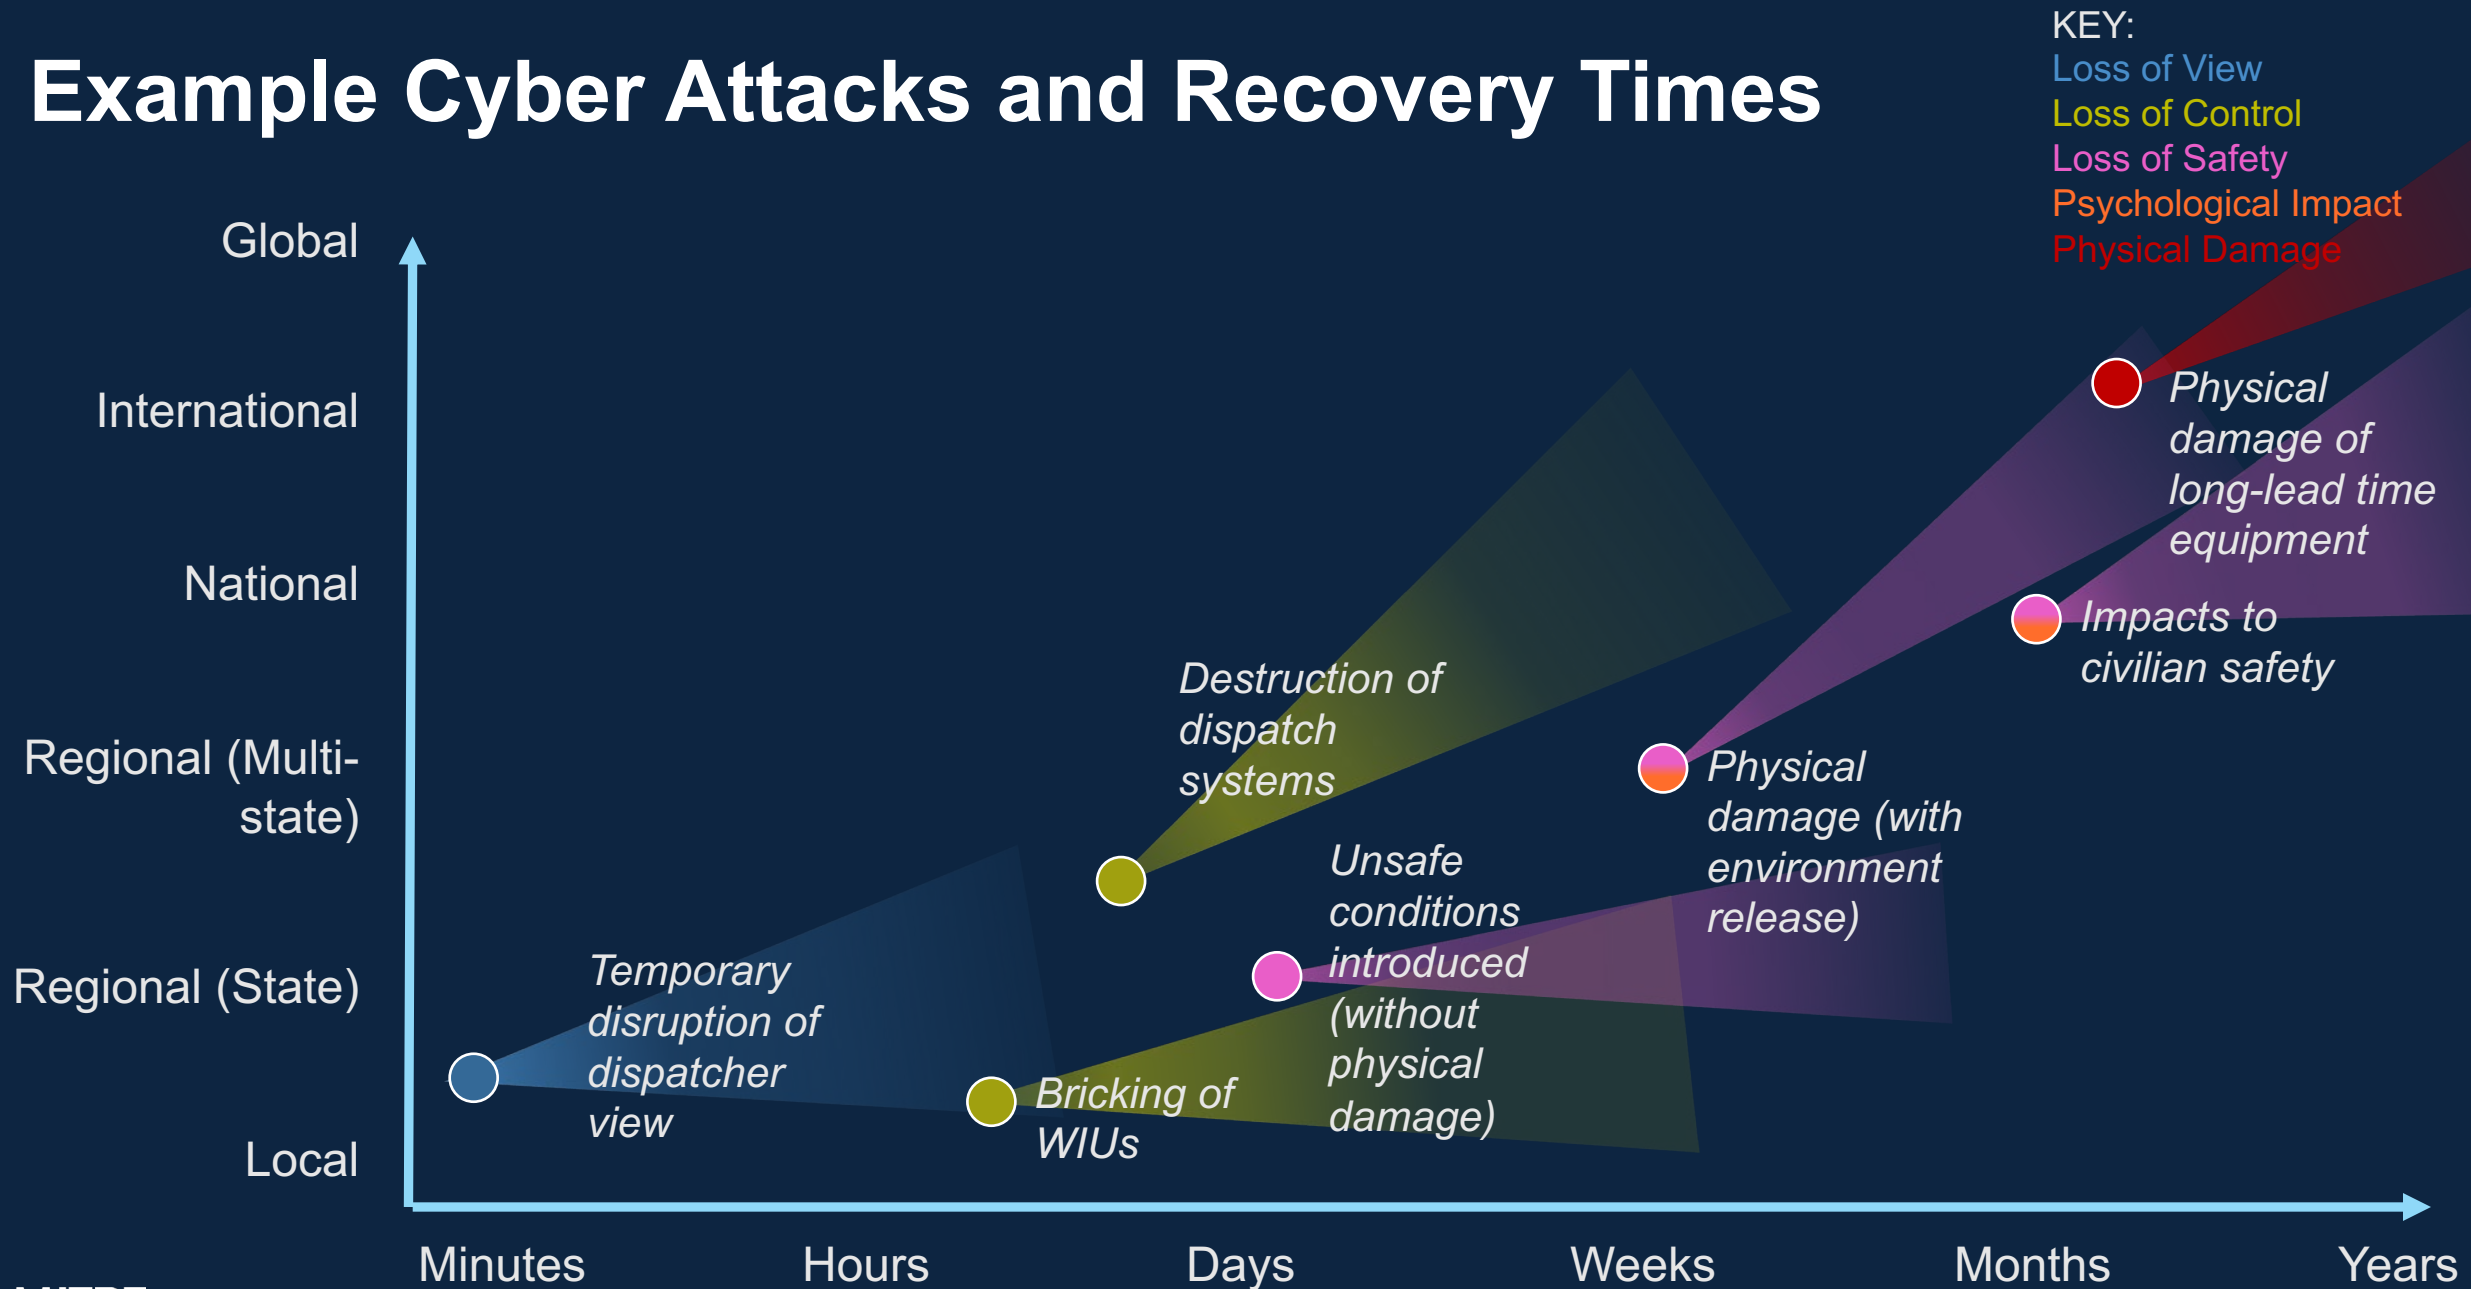 Example Cyber Attacks and Recovery Times
KEY:
Loss of View
Loss of Control
Loss of Safety
Psychological Impact
Physical Damage
Global
International
National
Regional (Multi-
state)
Regional (State)
Local
Physical
damage of
long-lead time
equipment
Impacts to
civilian safety
Destruction of
dispatch
systems
Physical
damage (with
environment
release)
Unsafe
conditions
introduced
(without
physical
damage)
Temporary
disruption of
dispatcher
view
Bricking of
WIUs
Minutes
Hours
Days
Weeks
Months
Years